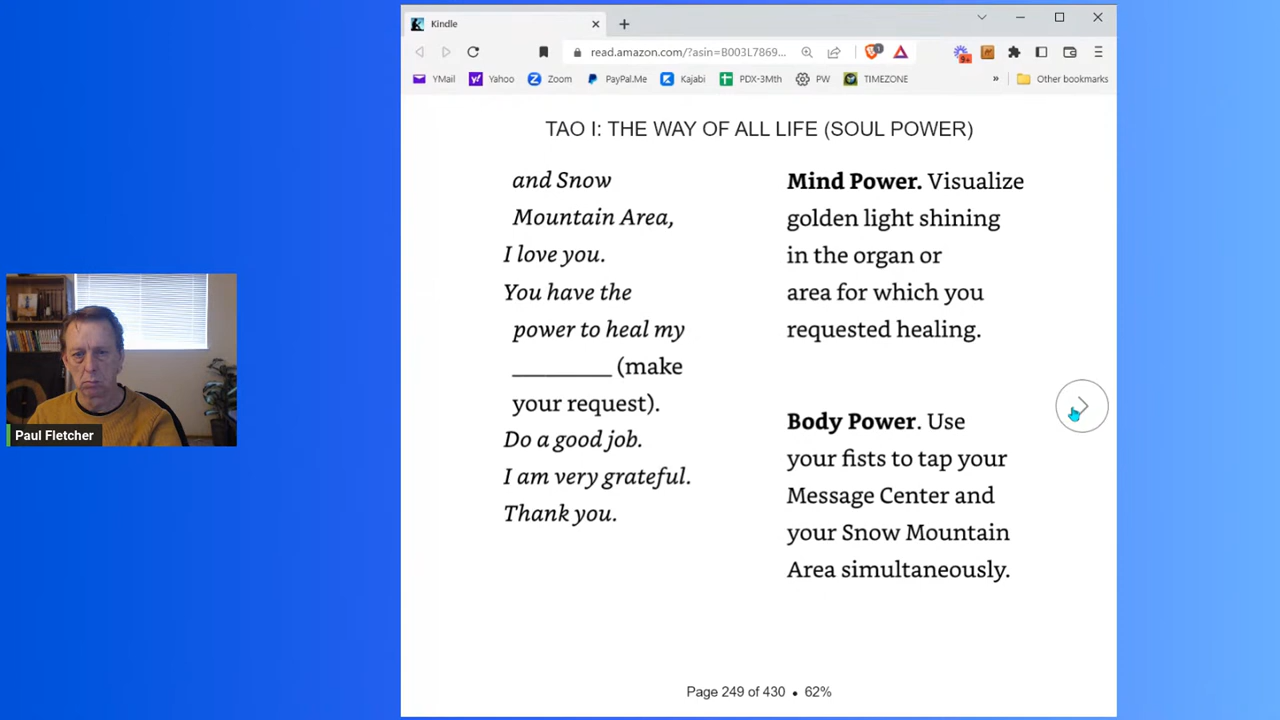 Kindle
read.amazon.com/?asin=B003L7869...
1
9+
YMail
Yahoo
Zoom
PayPal.Me
Kajabi
PDX-3Mth
PW
TIMEZONE
»
Other bookmarks
TAO I: THE WAY OF ALL LIFE (SOUL POWER)
and Snow
Mountain Area,
I love you.
You have the
power to heal my
_________ (make
your request).
Do a good job.
I am very grateful.
Thank you.
Mind Power. Visualize
golden light shining
in the organ or
area for which you
requested healing.
Body Power. Use
your fists to tap your
Message Center and
your Snow Mountain
Area simultaneously.
Page 249 of 430 • 62%
Paul Fletcher